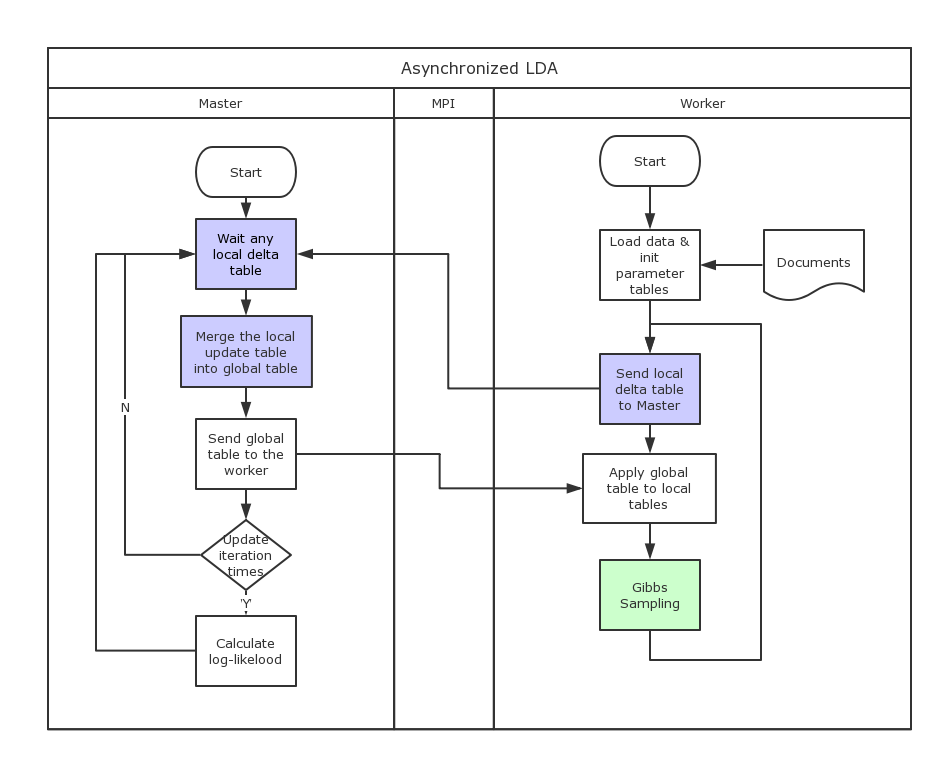 Asynchronized LDA
Master
MPI
Worker
Start
Wait any
local delta
table
Merge the local
update table
into global table
N
Send global
table to the
worker
Update
iteration
times
'Y'
Calculate
log-likelood
Start
Load data &
init
parameter
tables
Documents
Send local
delta table
to Master
Apply global
table to local
tables
Gibbs
Sampling